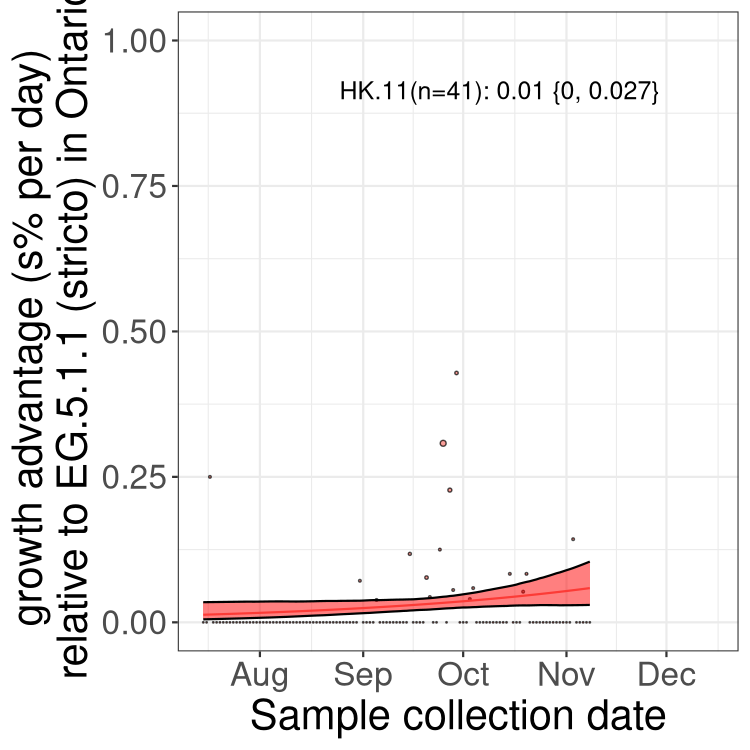 growth advantage (s% per day)
relative to EG.5.1.1 (stricto) in Ontario
1.00
0.75
0.50
0.25
0.00
HK.11(n=41): 0.01 {0, 0.027}
Aug Sep Oct Nov Dec
Sample collection date